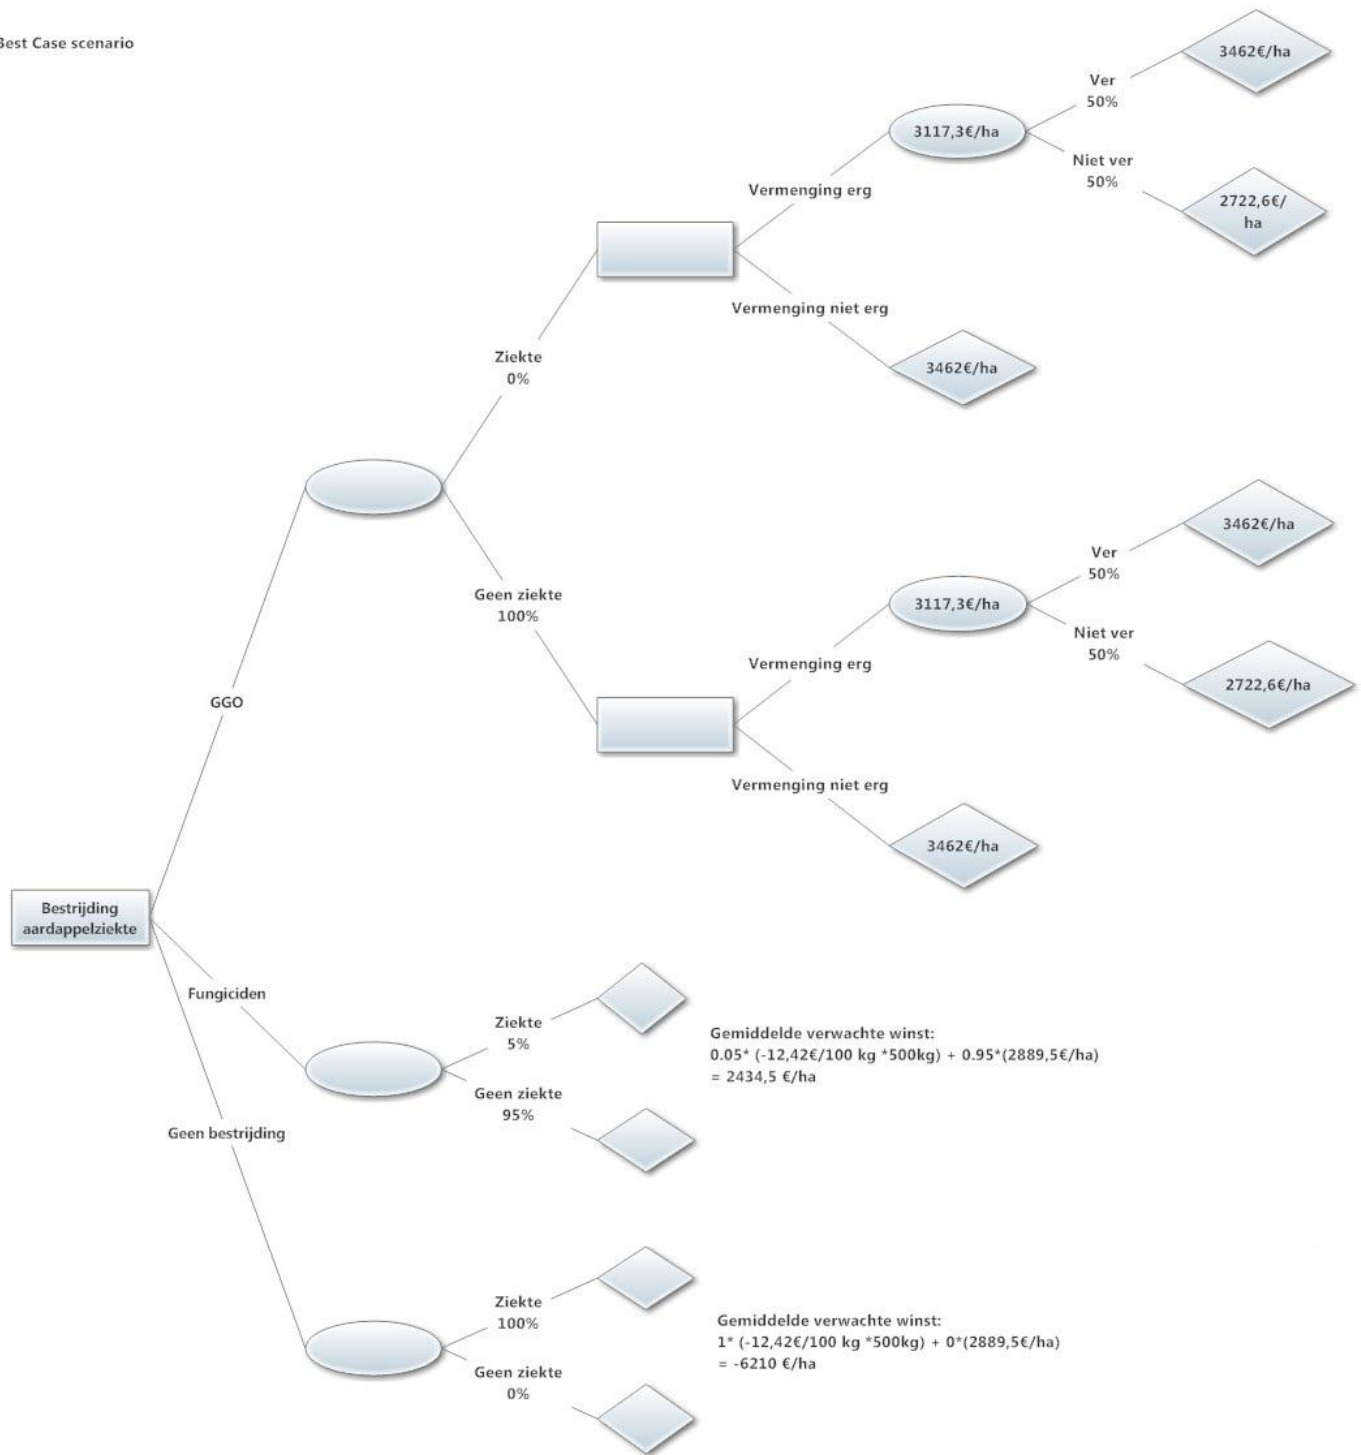 Best Case scenario
3462€/ha
Ver
50%
3117,3€/ha
Niet ver
50%
2722,6€/
ha
Vermenging erg
Vermenging niet erg
3462€/ha
Ziekte
0%
Geen ziekte
100%
3462€/ha
Ver
50%
3117,3€/ha
Niet ver
50%
2722,6€/ha
Vermenging erg
Vermenging niet erg
3462€/ha
GGO
Bestrijding
aardappelziekte
Fungiciden
Ziekte
5%
Geen ziekte
95%
Gemiddelde verwachte winst:
0.05* (-12,42€/100 kg *500kg) + 0.95*(2889,5€/ha)
= 2434,5 €/ha
Geen bestrijding
Ziekte
100%
Geen ziekte
0%
Gemiddelde verwachte winst:
1* (-12,42€/100 kg *500kg) + 0*(2889,5€/ha)
= -6210 €/ha